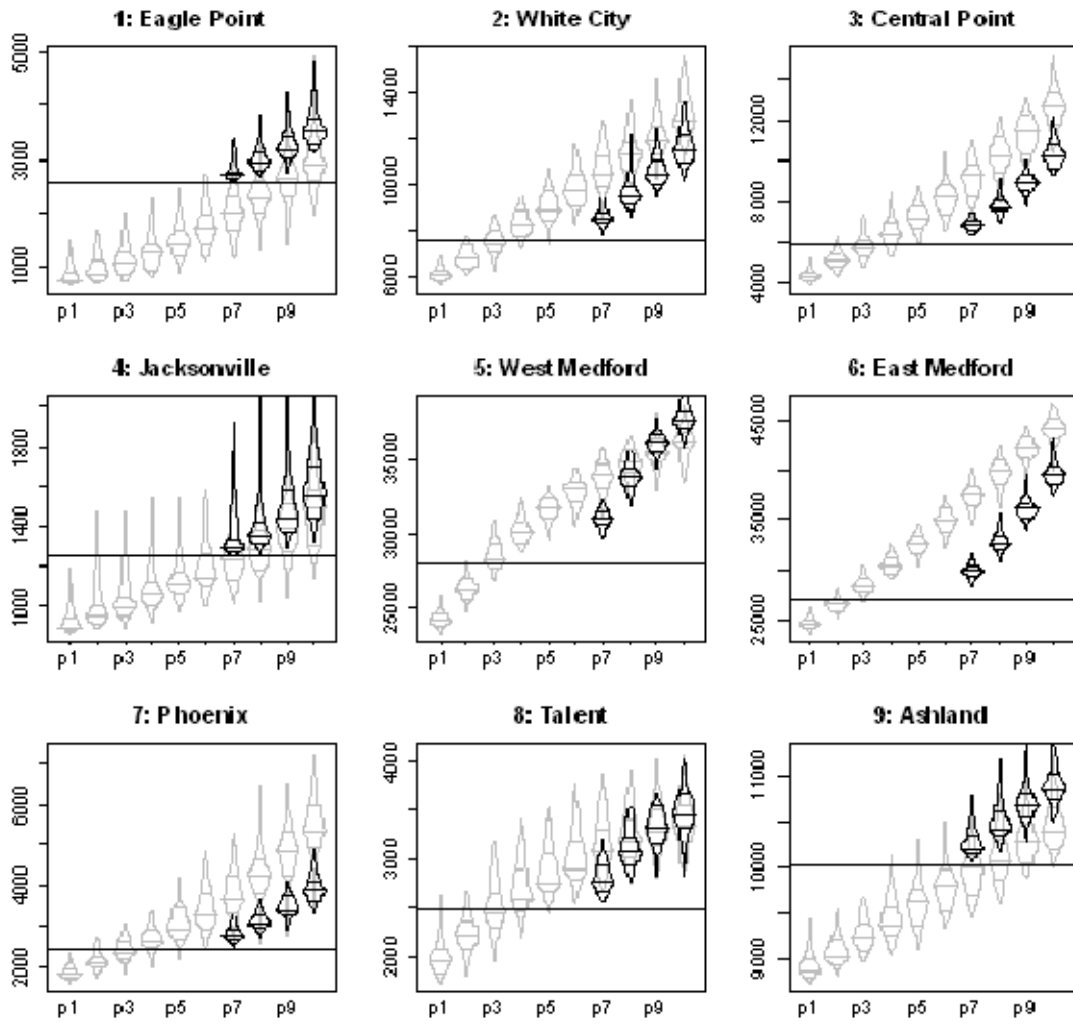 1: Eagle Point
5000
3000
1000
p1 p3 p5 p7 p9
2: White City
14000
10000
6000
p1 p3 p5 p7 p9
3: Central Point
12000
8000
4000
p1 p3 p5 p7 p9
4: Jacksonville
1800
1400
1000
p1 p3 p5 p7 p9
5: West Medford
35000
30000
25000
p1 p3 p5 p7 p9
6: East Medford
45000
35000
25000
p1 p3 p5 p7 p9
7: Phoenix
6000
4000
2000
p1 p3 p5 p7 p9
8: Talent
4000
3000
2000
p1 p3 p5 p7 p9
9: Ashland
11000
10000
9000
p1 p3 p5 p7 p9